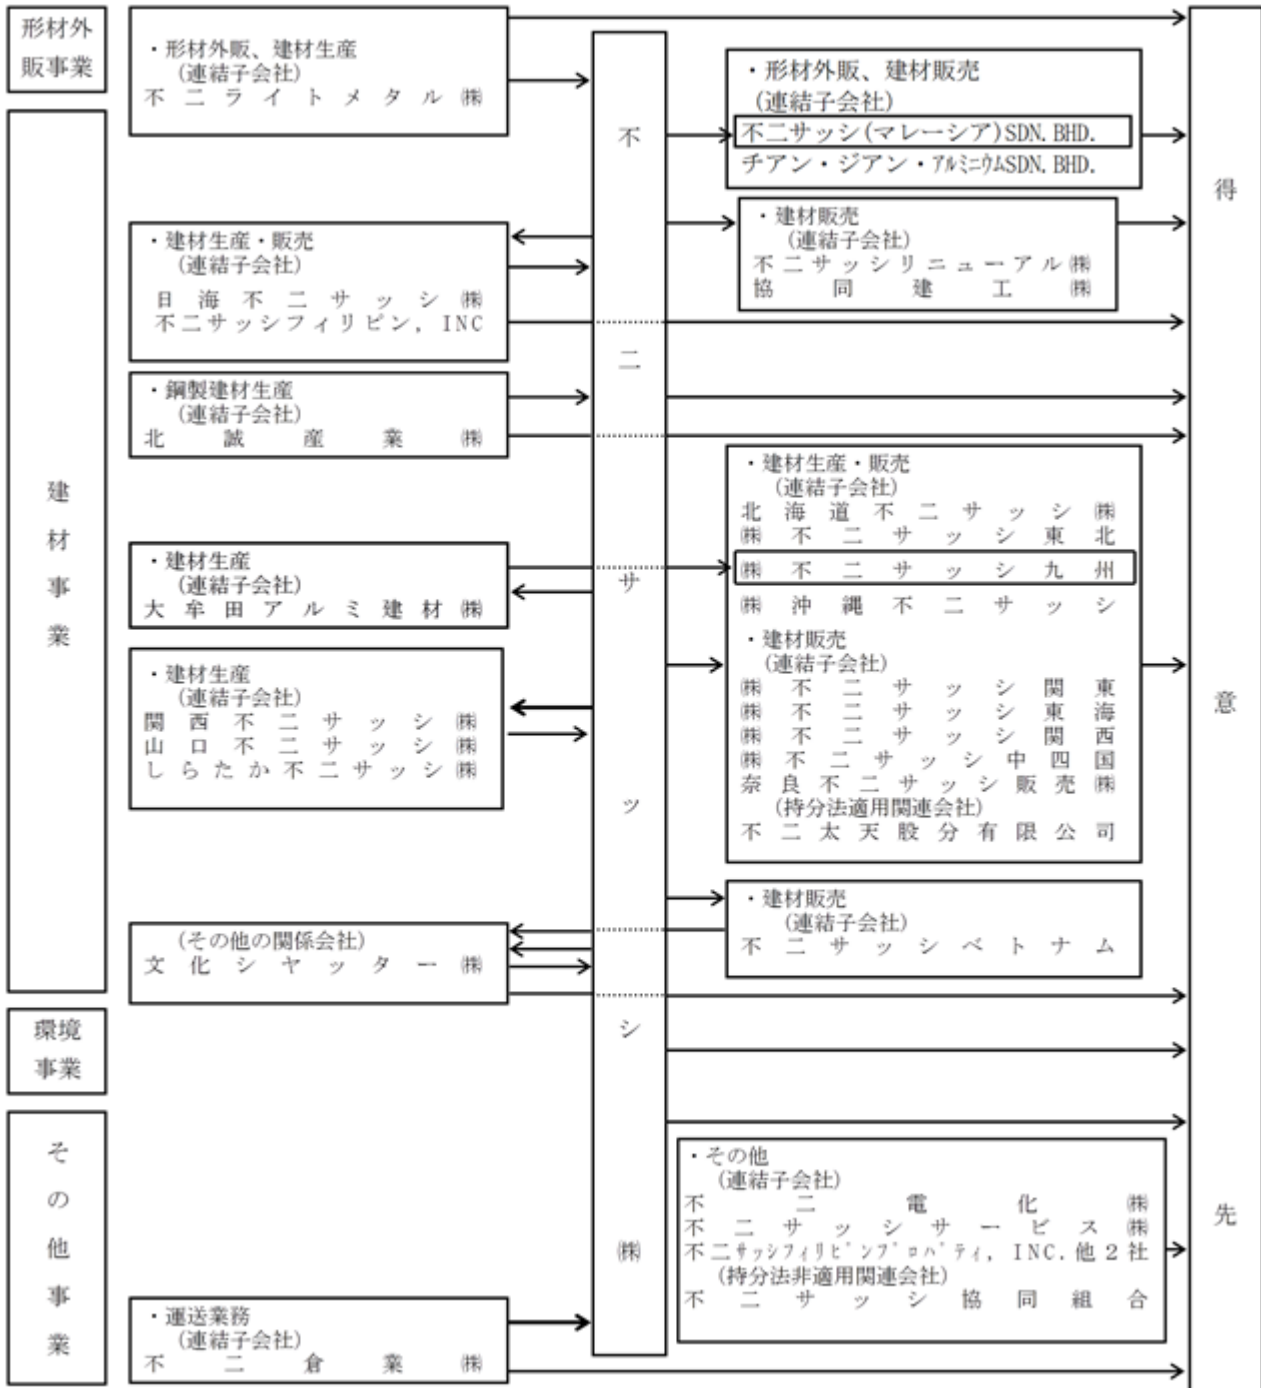 形材外
販事業
・形材外販、建材生産
(連結子会社)
不二ライトメタル㈱
建材事業
・建材生産・販売
(連結子会社)
日海不二サッシ㈱
不二サッシフィリピン, INC
・鋼製建材生産
(連結子会社)
北誠産業㈱
・建材生産
(連結子会社)
大牟田アルミ建材㈱
・建材生産
(連結子会社)
関西不二サッシ㈱
山口不二サッシ㈱
しらたか不二サッシ㈱
(その他の関係会社)
文化シヤッター㈱
環境
事業
その他事業
・運送業務
(連結子会社)
不二倉業㈱
不二サッシ㈱
・形材外販、建材販売
(連結子会社)
不二サッシ(マレーシア)SDN.BHD.
チアン・ジアン・ｱﾙﾐﾆｳﾑSDN.BHD.
・建材販売
(連結子会社)
不二サッシリニューアル㈱
協同建工㈱
・建材生産・販売
(連結子会社)
北海道不二サッシ㈱
㈱不二サッシ東北
㈱不二サッシ九州
㈱沖縄不二サッシ
・建材販売
(連結子会社)
㈱不二サッシ関東
㈱不二サッシ東海
㈱不二サッシ関西
㈱不二サッシ中四国
奈良不二サッシ販売㈱
(持分法適用関連会社)
不二太天股分有限公司
・建材販売
(連結子会社)
不二サッシベトナム
・その他
(連結子会社)
不二電化㈱
不二サッシサービス㈱
不二ｻｯｼﾌｨﾘﾋﾟﾝﾌﾟﾛﾊﾟﾃｨ, INC.他2社
(持分法非適用関連会社)
不二サッシ協同組合
得意先